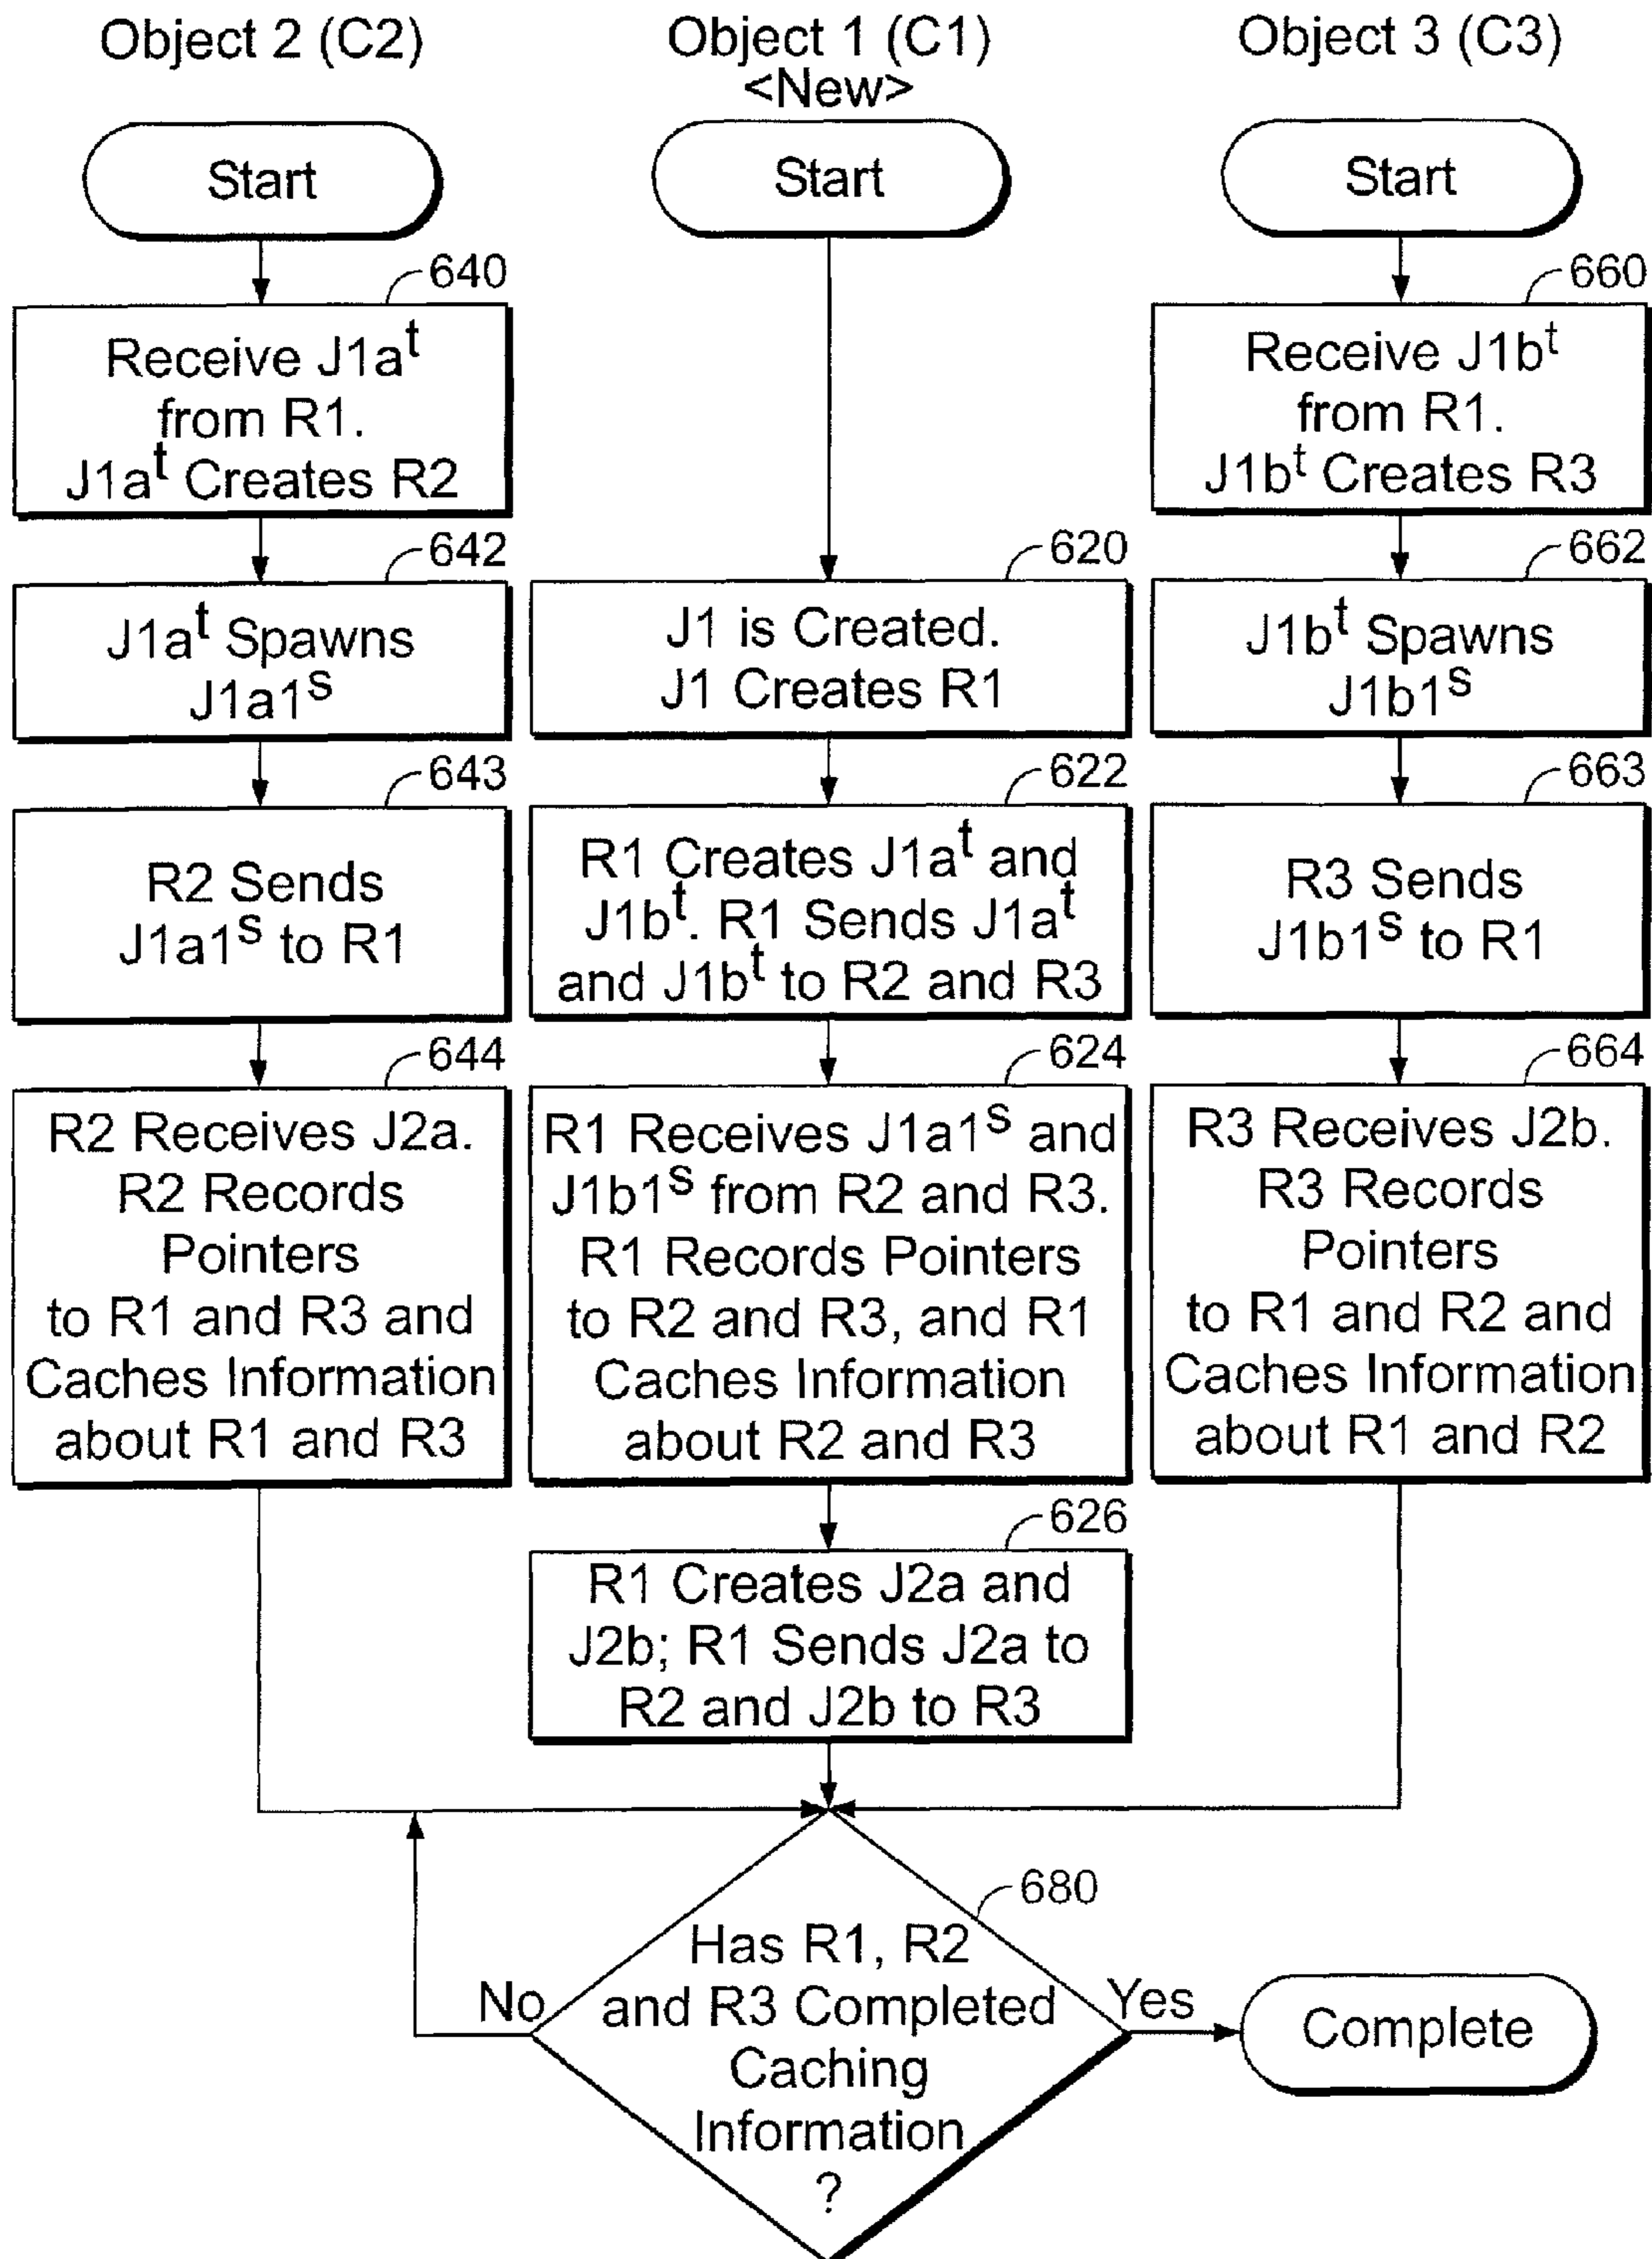 Object 2 (C2)
Start
640
Receive J1aᵗ
from R1.
J1aᵗ Creates R2
642
J1aᵗ Spawns
J1a1ˢ
643
R2 Sends
J1a1ˢ to R1
644
R2 Receives J2a.
R2 Records
Pointers
to R1 and R3 and
Caches Information
about R1 and R3
Object 1 (C1)
<New>
Start
620
J1 is Created.
J1 Creates R1
622
R1 Creates J1aᵗ and
J1bᵗ. R1 Sends J1aᵗ
and J1bᵗ to R2 and R3
624
R1 Receives J1a1ˢ and
J1b1ˢ from R2 and R3.
R1 Records Pointers
to R2 and R3, and R1
Caches Information
about R2 and R3
626
R1 Creates J2a and
J2b; R1 Sends J2a to
R2 and J2b to R3
Object 3 (C3)
Start
660
Receive J1bᵗ
from R1.
J1bᵗ Creates R3
662
J1bᵗ Spawns
J1b1ˢ
663
R3 Sends
J1b1ˢ to R1
664
R3 Receives J2b.
R3 Records
Pointers
to R1 and R2 and
Caches Information
about R1 and R2
680
Has R1, R2
and R3 Completed
Caching
Information
?
No
Yes
Complete